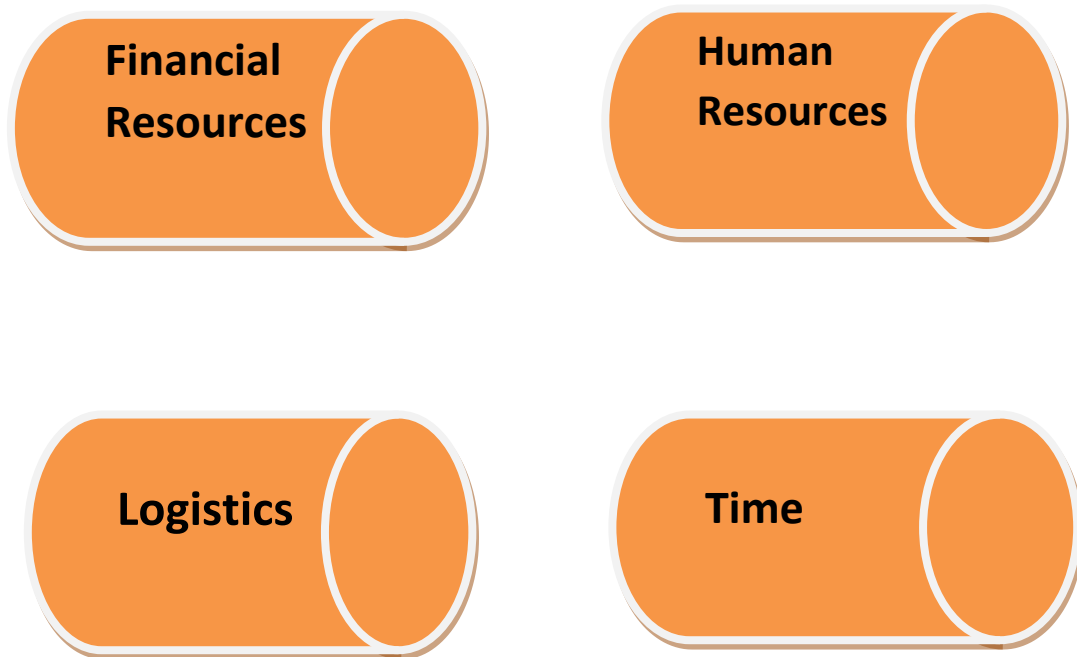 Financial
Resources
Human
Resources
Logistics
Time